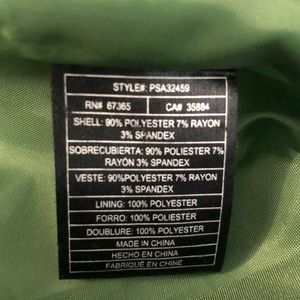 STYLE#: PSA32459
RN# 67365 CA# 35884
SHELL: 90% POLYESTER 7% RAYON
3% SPANDEX
SOBRECUBIERTA: 90% POLIESTER 7%
RAYÓN 3% SPANDEX
VESTE: 90%POLYESTER 7% RAYON
3% SPANDEX
LINING: 100% POLYESTER
FORRO: 100% POLIESTER
DOUBLURE: 100% POLYESTER
MADE IN CHINA
HECHO EN CHINA
FABRIQUÉ EN CHINE